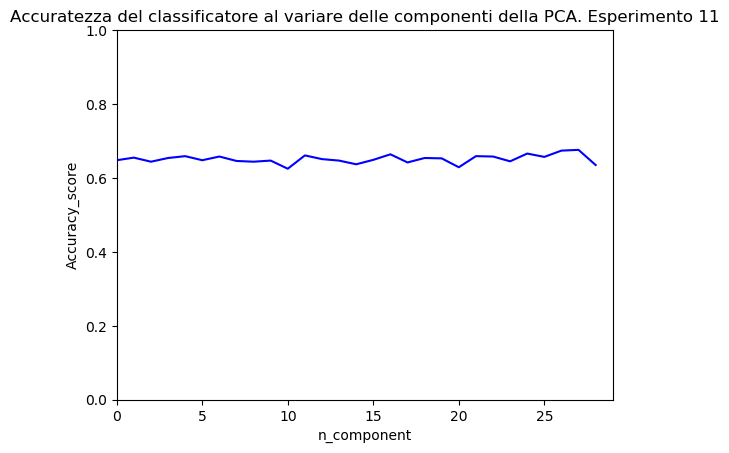 Accuratezza del classificatore al variare delle componenti della PCA. Esperimento 11
1.0
0.8
0.6
0.4
0.2
0.0
Accuracy_score
0 5 10 15 20 25
n_component